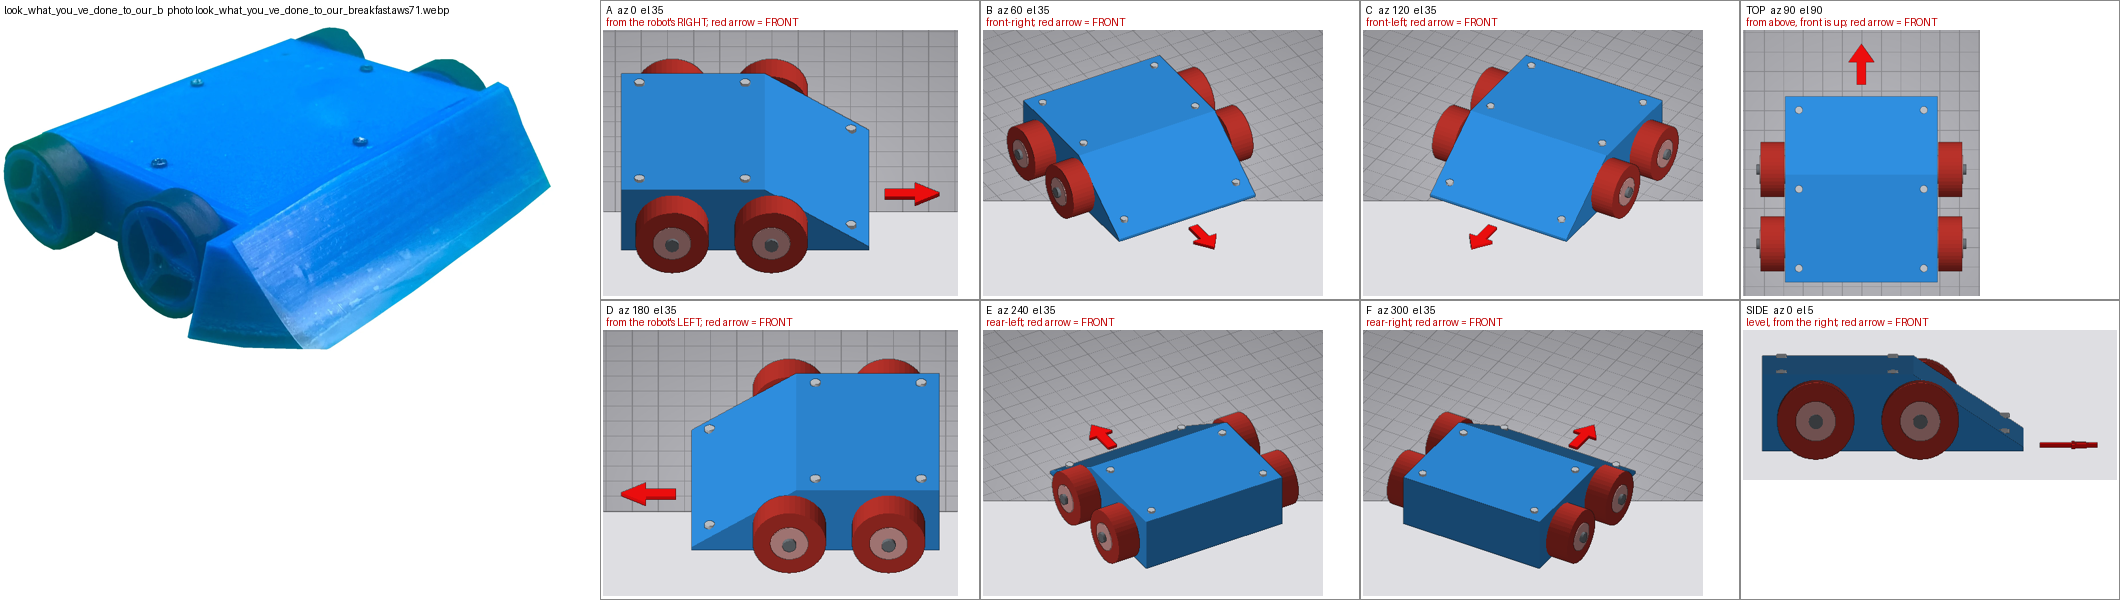 look_what_you_ve_done_to_our_b photo look_what_you've_done_to_our_breakfast.aws71.webp
A az 0 el 35
from the robot's RIGHT; red arrow = FRONT
B az 60 el 35
front-right; red arrow = FRONT
C az 120 el 35
front-left; red arrow = FRONT
TOP az 90 el 90
from above, front is up; red arrow = FRONT
D az 180 el 35
from the robot's LEFT; red arrow = FRONT
E az 240 el 35
rear-left; red arrow = FRONT
F az 300 el 35
rear-right; red arrow = FRONT
SIDE az 0 el 5
level, from the right; red arrow = FRONT